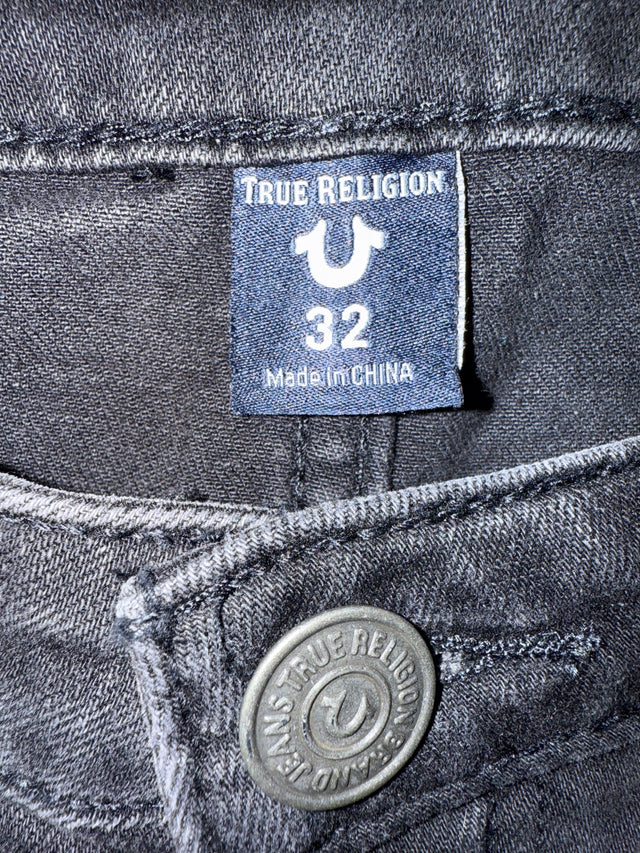 TRUE RELIGION
32
Made in CHINA
TRUE RELIGION BRAND JEANS